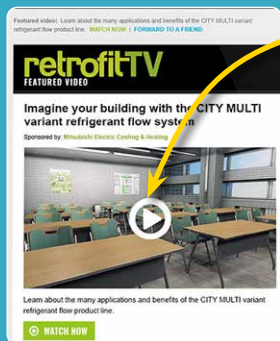 Featured video: Learn about the many applications and benefits of the CITY MULTI variant
refrigerant flow product line. WATCH NOW | FORWARD TO A FRIEND
retrofitTV
FEATURED VIDEO
Imagine your building with the CITY MULTI
variant refrigerant flow system
Sponsored by: Mitsubishi Electric Cooling & Heating
Learn about the many applications and benefits of the CITY MULTI variant
refrigerant flow product line.
WATCH NOW